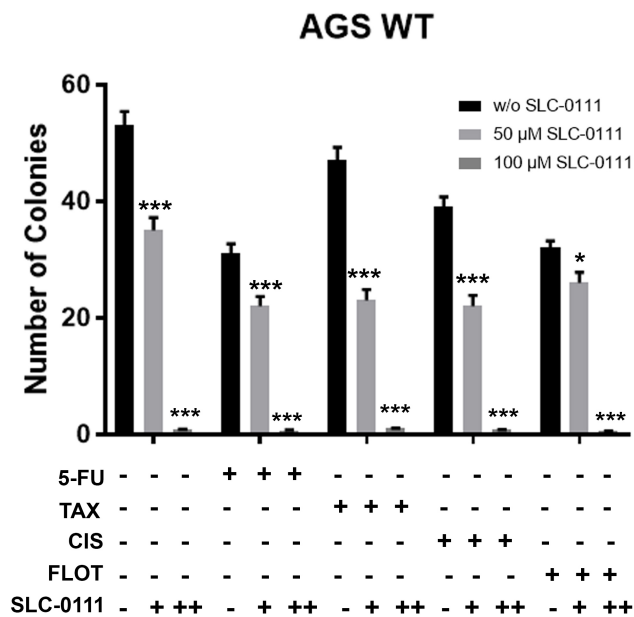 AGS WT
60
w/o SLC-0111
50 µM SLC-0111
100 µM SLC-0111
Number of Colonies
40
***
***
***
***
*
20
***
***
***
***
***
0
5-FU - - - + + + - - - - - - - - -
TAX - - - - - - + + + - - - - - -
CIS - - - - - - - - - + + + - - -
FLOT - - - - - - - - - - - - + + +
SLC-0111 - + ++ - + ++ - + ++ - + ++ - + ++